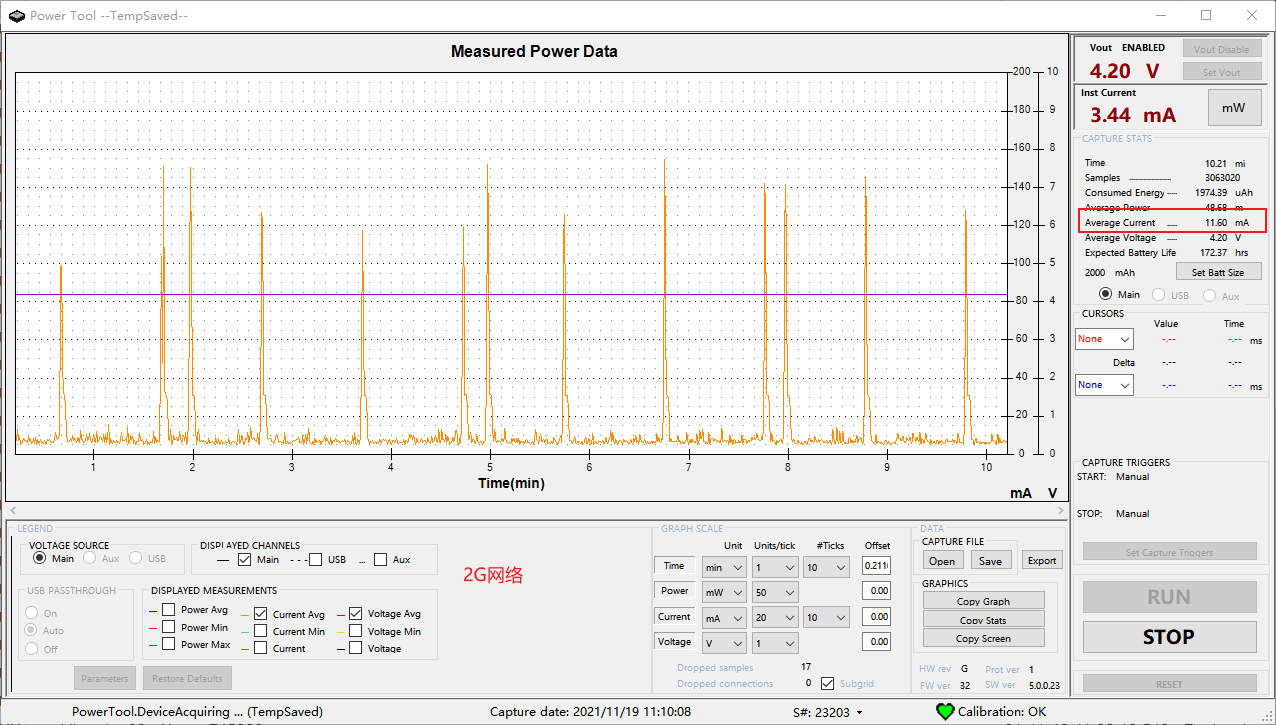 Power Tool --TempSaved--
Measured Power Data
200 10
180 9
160 8
140 7
120 6
100 5
80 4
60 3
40 2
20 1
0 0
1 2 3 4 5 6 7 8 9 10
Time(min)
mA V
Vout ENABLED
Vout Disable
4.20 V
Set Vout
Inst Current
3.44 mA
mW
CAPTURE STATS
Time 10.21 mi
Samples 3063020
Consumed Energy 1974.39 uAh
Average Power 48.68 m
Average Current 11.60 mA
Average Voltage 4.20 V
Expected Battery Life 172.37 hrs
2000 mAh Set Batt Size
Main USB Aux
CURSORS
Value Time
None -.-- -.-- ms
Delta -.-- -.--
None -.-- -.-- ms
CAPTURE TRIGGERS
START: Manual
STOP: Manual
Set Capture Triggers
RUN
STOP
RESET
LEGEND
VOLTAGE SOURCE
Main Aux USB
DISPLAYED CHANNELS
Main USB Aux
USB PASSTHROUGH
On
Auto
Off
DISPLAYED MEASUREMENTS
Power Avg Current Avg Voltage Avg
Power Min Current Min Voltage Min
Power Max Current Voltage
Parameters Restore Defaults
2G网络
GRAPH SCALE
Unit Units/tick #Ticks Offset
Time min 1 10 0.211
Power mW 50 0.00
Current mA 20 10 0.00
Voltage V 1 0.00
Dropped samples 17
Dropped connections 0 Subgrid
DATA
CAPTURE FILE
Open Save Export
GRAPHICS
Copy Graph
Copy Stats
Copy Screen
HW rev G Prot ver 1
FW ver 32 SW ver 5.0.0.23
PowerTool.DeviceAcquiring .. (TempSaved) Capture date: 2021/11/19 11:10:08 S#: 23203 Calibration: OK